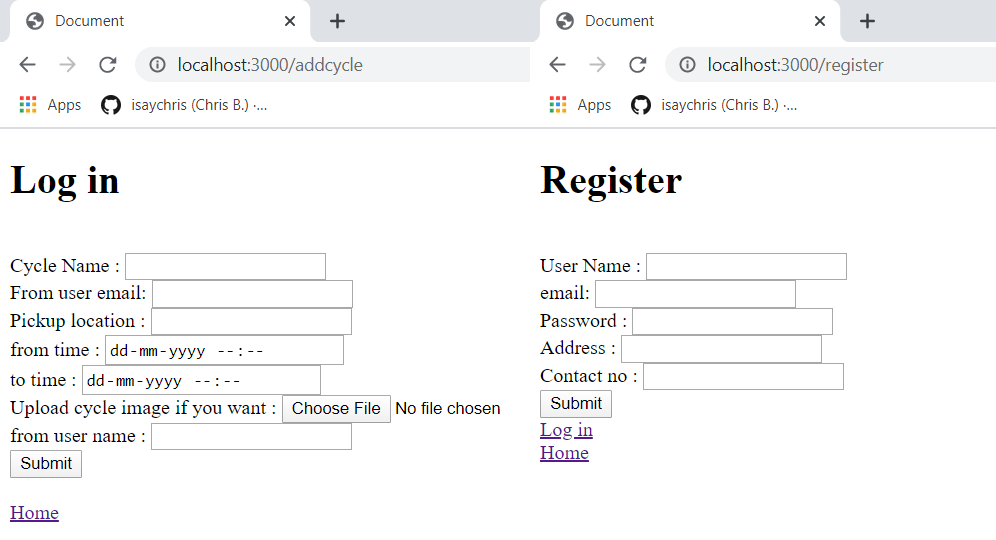 Document
localhost:3000/addcycle
Apps isaychris (Chris B.) ·...
Log in
Cycle Name :
From user email:
Pickup location :
from time : dd-mm-yyyy --:--
to time : dd-mm-yyyy --:--
Upload cycle image if you want : Choose File No file chosen
from user name :
Submit
Home
Document
localhost:3000/register
Apps isaychris (Chris B.) ·...
Register
User Name :
email:
Password :
Address :
Contact no :
Submit
Log in
Home